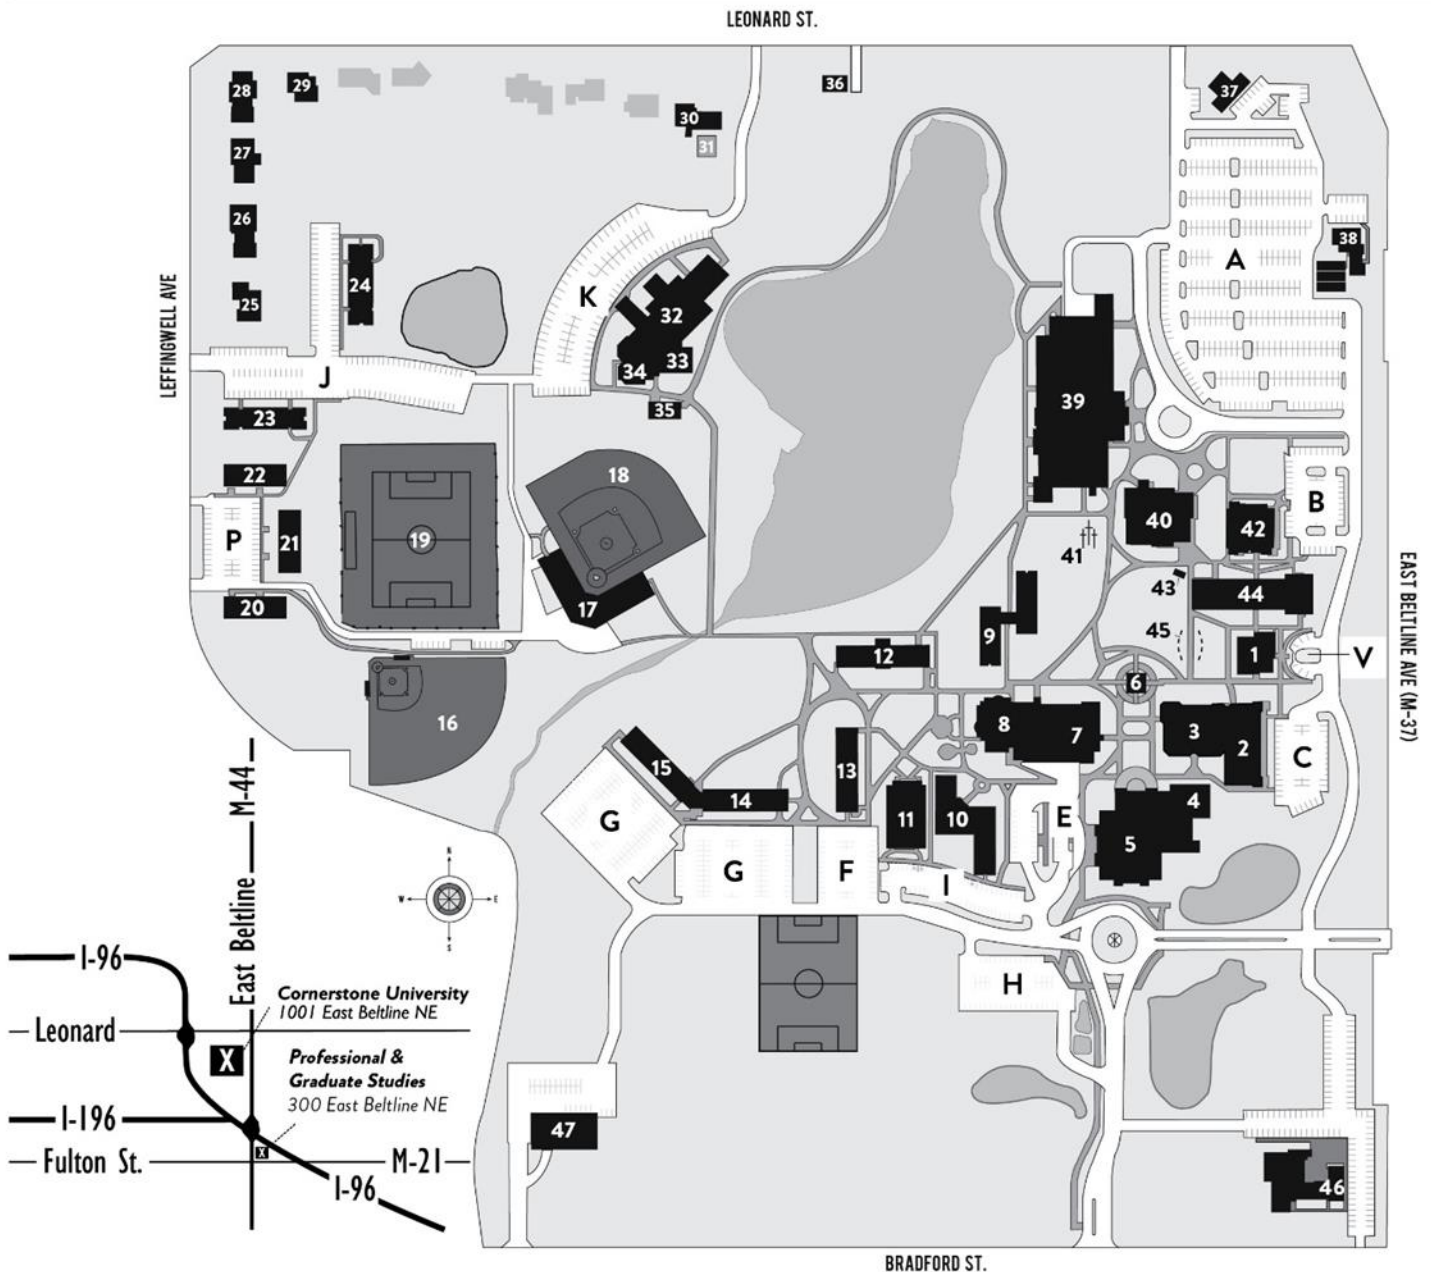 LEONARD ST.
28
29
30
31
36
37
27
26
25
24
38
A
LEFFINGWELL AVE
K
32
33
34
35
J
23
22
39
18
B
P
21
19
40
42
41
17
20
43
44
EAST BELTLINE AVE (M-37)
9
45
12
1
V
6
16
8
7
3
2
C
15
13
14
4
G
11
10
E
5
G
F
I
N
W
E
S
H
M-44
East Beltline
I-96
Cornerstone University
1001 East Beltline NE
Leonard
X
Professional &
Graduate Studies
300 East Beltline NE
I-196
X
Fulton St.
M-21
I-96
47
46
BRADFORD ST.